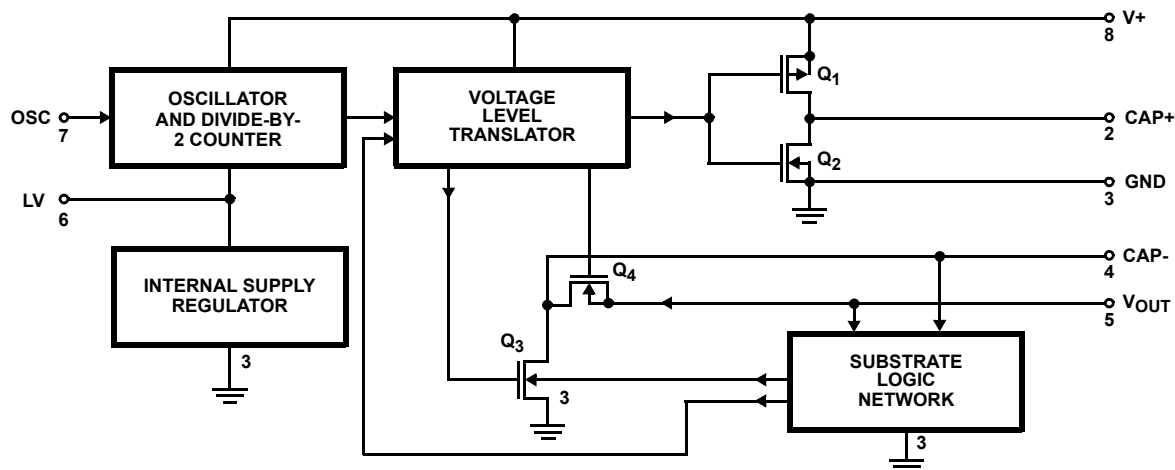 V+
8
OSC
7
OSCILLATOR
AND DIVIDE-BY-
2 COUNTER
VOLTAGE
LEVEL
TRANSLATOR
Q1
CAP+
2
Q2
GND
3
LV
6
INTERNAL SUPPLY
REGULATOR
3
CAP-
4
Q4
VOUT
5
Q3
3
SUBSTRATE
LOGIC
NETWORK
3